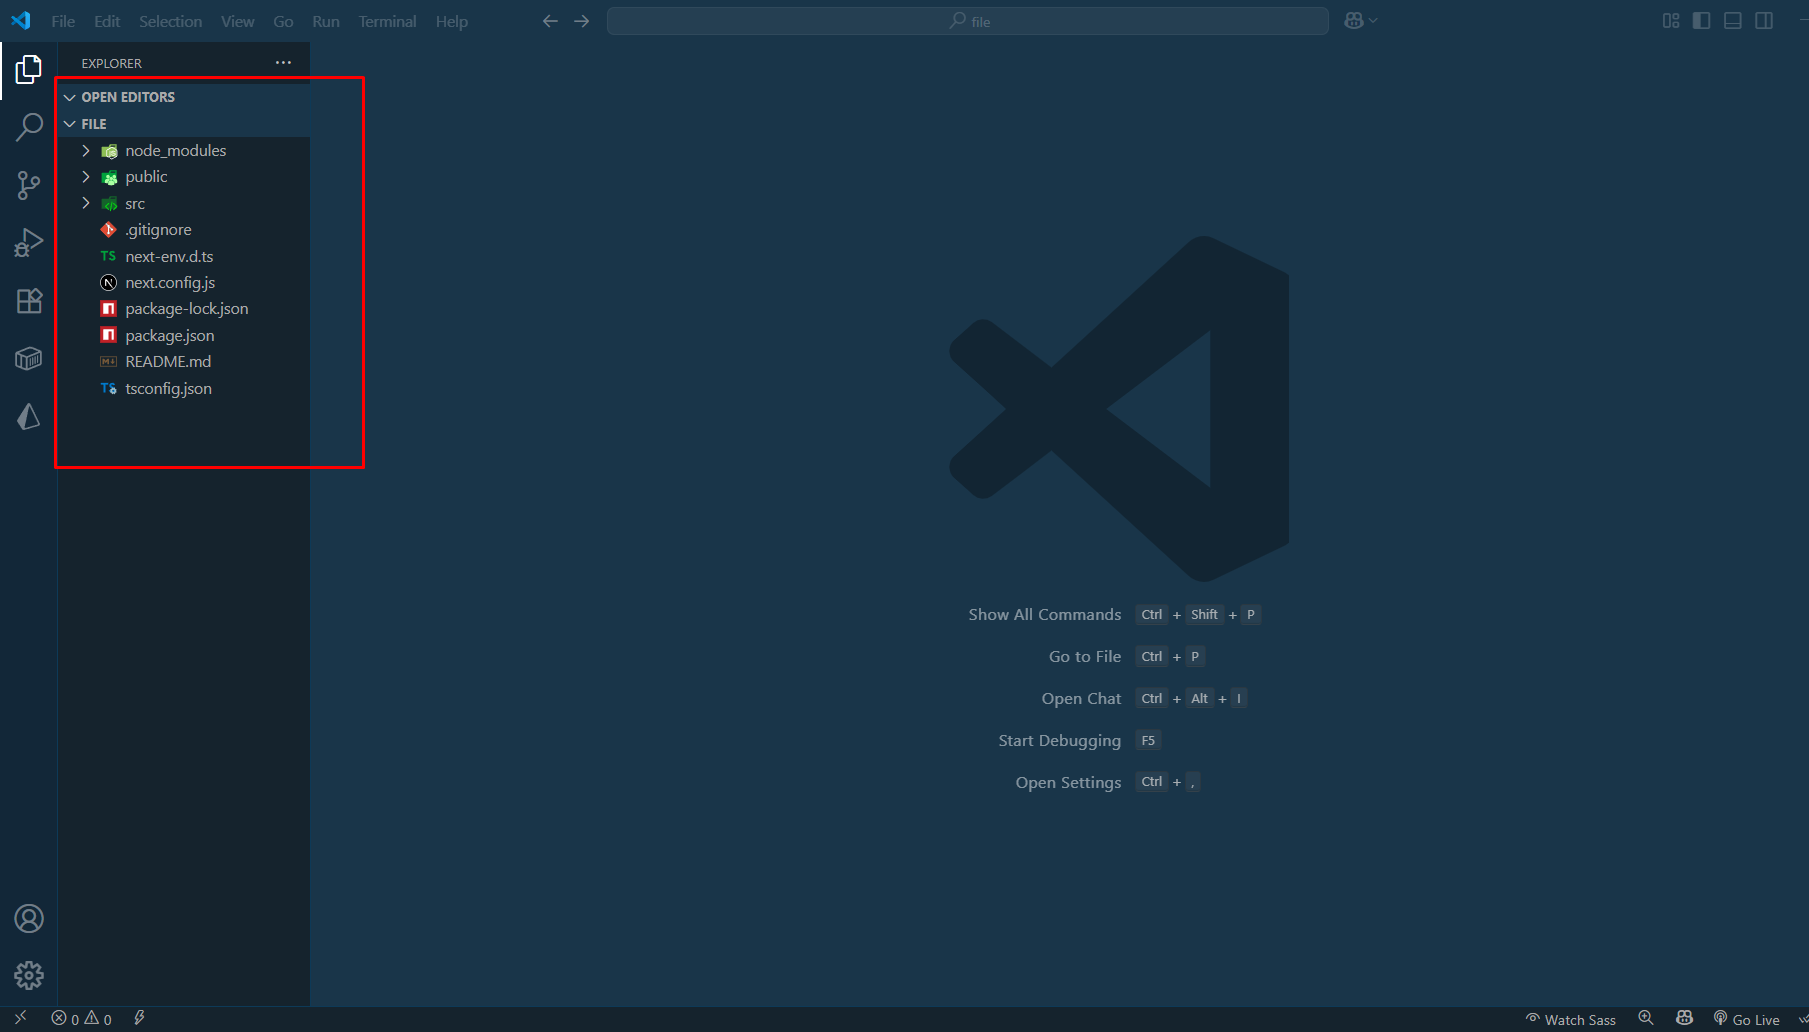 File Edit Selection View Go Run Terminal Help
file
EXPLORER
OPEN EDITORS
FILE
node_modules
public
src
.gitignore
TS next-env.d.ts
N next.config.js
package-lock.json
package.json
README.md
TS tsconfig.json
Show All Commands Ctrl + Shift + P
Go to File Ctrl + P
Open Chat Ctrl + Alt + I
Start Debugging F5
Open Settings Ctrl + ,
0 0
Watch Sass
Go Live